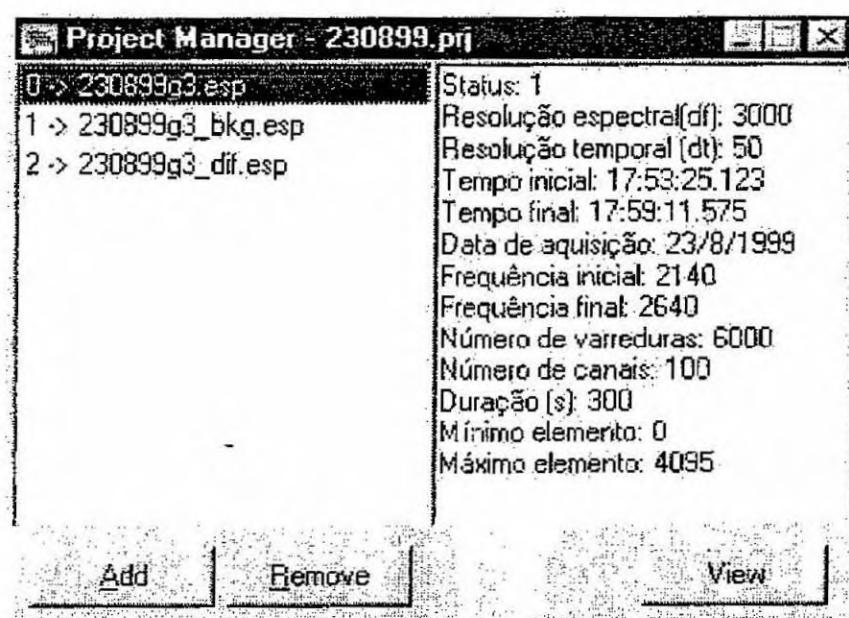 Project Manager - 230899.prj
0 -> 230899g3.esp
1 -> 230899g3_bkg.esp
2 -> 230899g3_dif.esp
Status: 1
Resolução espectral(df): 3000
Resolução temporal (dt): 50
Tempo inicial: 17:53:25.123
Tempo final: 17:59:11.575
Data de aquisição: 23/8/1999
Frequência inicial: 2140
Frequência final: 2640
Número de varreduras: 6000
Número de canais: 100
Duração (s): 300
Mínimo elemento: 0
Máximo elemento: 4095
Add
Remove
View